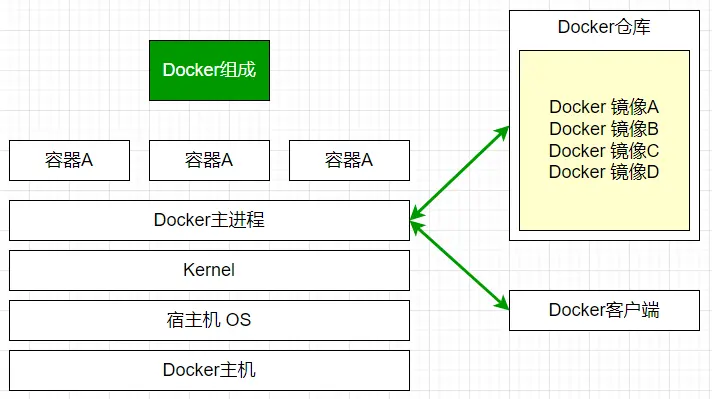 Docker组成
容器A
容器A
容器A
Docker主进程
Kernel
宿主机 OS
Docker主机
Docker仓库
Docker 镜像A
Docker 镜像B
Docker 镜像C
Docker 镜像D
Docker客户端